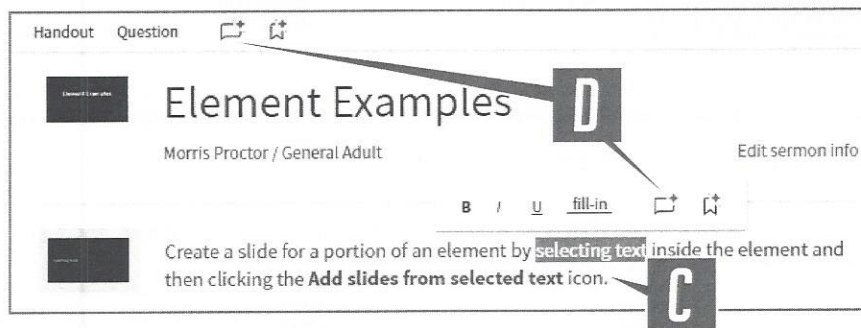 Handout Question
Element Examples
Element Examples
D
Morris Proctor / General Adult
Edit sermon info
B I U fill-in
Create a slide for a portion of an element by selecting text inside the element and
then clicking the Add slides from selected text icon.
C